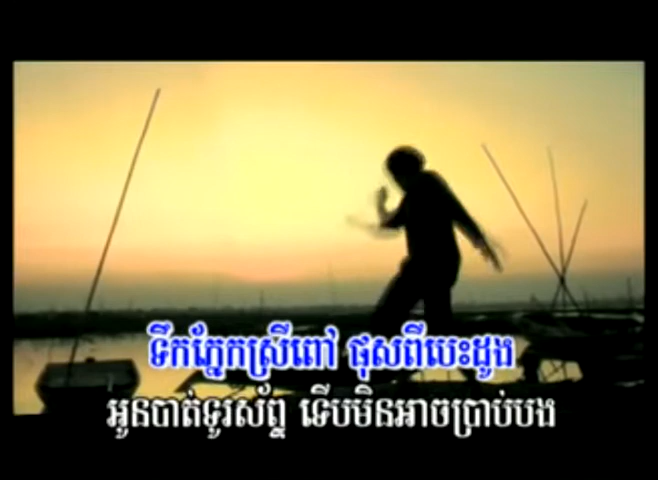 ទឹកភ្នែកស្រីពៅ ផុសពីបេះដូង
អូនបាត់ទូរស័ព្ទ ទើបមិនអាចប្រាប់បង